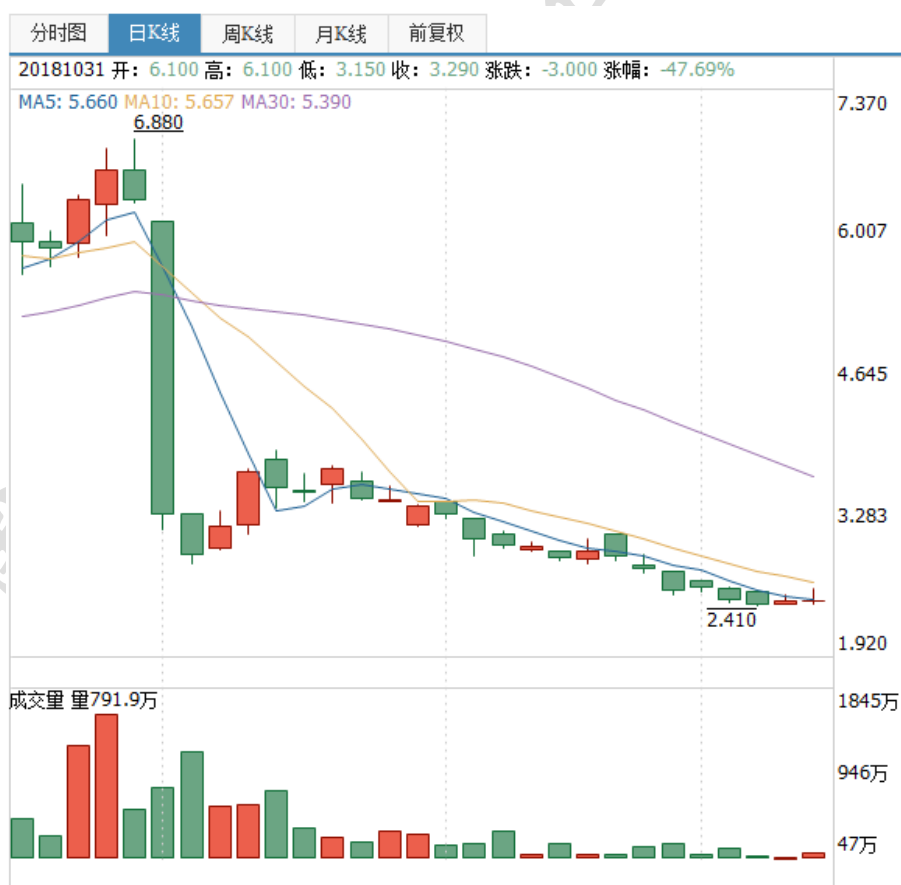 分时图 日K线 周K线 月K线 前复权
20181031 开: 6.100 高: 6.100 低: 3.150 收: 3.290 涨跌: -3.000 涨幅: -47.69%
MA5: 5.660 MA10: 5.657 MA30: 5.390
7.370
6.880
6.007
4.645
3.283
2.410
1.920
成交量 量791.9万
1845万
946万
47万